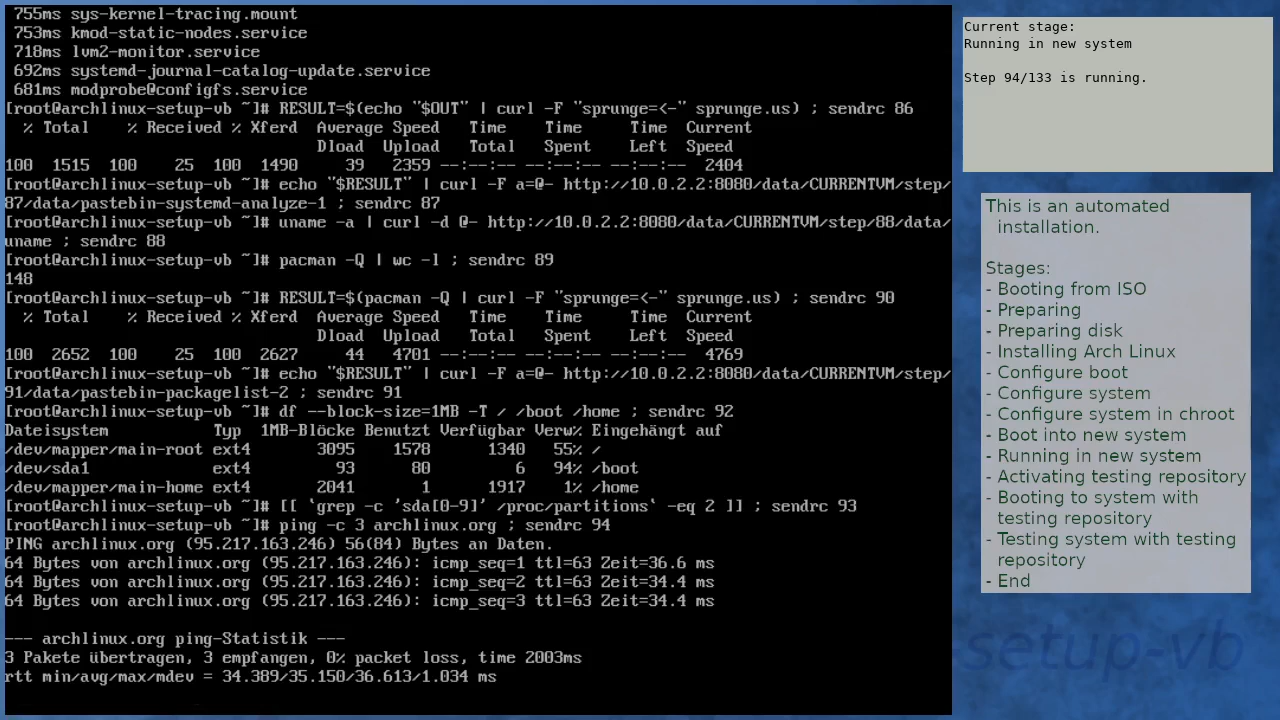 755ms sys-kernel-tracing.mount
 753ms kmod-static-nodes.service
 718ms lvm2-monitor.service
 692ms systemd-journal-catalog-update.service
 681ms modprobe@configfs.service
[root@archlinux-setup-vb ~]# RESULT=$(echo "$OUT" | curl -F "sprunge=<-" sprunge.us) ; sendrc 86
  % Total    % Received % Xferd  Average Speed   Time    Time     Time  Current
                                 Dload  Upload   Total   Spent    Left  Speed
100  1515  100    25  100  1490     39   2359 --:--:-- --:--:-- --:--:--  2404
[root@archlinux-setup-vb ~]# echo "$RESULT" | curl -F a=@- http://10.0.2.2:8080/data/CURRENTVM/step/
87/data/pastebin-systemd-analyze-1 ; sendrc 87
[root@archlinux-setup-vb ~]# uname -a | curl -d @- http://10.0.2.2:8080/data/CURRENTVM/step/88/data/
uname ; sendrc 88
[root@archlinux-setup-vb ~]# pacman -Q | wc -l ; sendrc 89
148
[root@archlinux-setup-vb ~]# RESULT=$(pacman -Q | curl -F "sprunge=<-" sprunge.us) ; sendrc 90
  % Total    % Received % Xferd  Average Speed   Time    Time     Time  Current
                                 Dload  Upload   Total   Spent    Left  Speed
100  2652  100    25  100  2627     44   4701 --:--:-- --:--:-- --:--:--  4769
[root@archlinux-setup-vb ~]# echo "$RESULT" | curl -F a=@- http://10.0.2.2:8080/data/CURRENTVM/step/
91/data/pastebin-packagelist-2 ; sendrc 91
[root@archlinux-setup-vb ~]# df --block-size=1MB -T / /boot /home ; sendrc 92
Dateisystem           Typ  1MB-Blöcke Benutzt Verfügbar Verw% Eingehängt auf
/dev/mapper/main-root ext4       3095    1578      1340   55% /
/dev/sda1             ext4         93      80         6   94% /boot
/dev/mapper/main-home ext4       2041       1      1917    1% /home
[root@archlinux-setup-vb ~]# [[ `grep -c 'sda[0-9]' /proc/partitions` -eq 2 ]] ; sendrc 93
[root@archlinux-setup-vb ~]# ping -c 3 archlinux.org ; sendrc 94
PING archlinux.org (95.217.163.246) 56(84) Bytes an Daten.
64 Bytes von archlinux.org (95.217.163.246): icmp_seq=1 ttl=63 Zeit=36.6 ms
64 Bytes von archlinux.org (95.217.163.246): icmp_seq=2 ttl=63 Zeit=34.4 ms
64 Bytes von archlinux.org (95.217.163.246): icmp_seq=3 ttl=63 Zeit=34.4 ms

--- archlinux.org ping-Statistik ---
3 Pakete übertragen, 3 empfangen, 0% packet loss, time 2003ms
rtt min/avg/max/mdev = 34.389/35.150/36.613/1.034 ms
Current stage:
Running in new system
Step 94/133 is running.
This is an automated
installation.
Stages:
- Booting from ISO
- Preparing
- Preparing disk
- Installing Arch Linux
- Configure boot
- Configure system
- Configure system in chroot
- Boot into new system
- Running in new system
- Activating testing repository
- Booting to system with
testing repository
- Testing system with testing
repository
- End
setup-vb